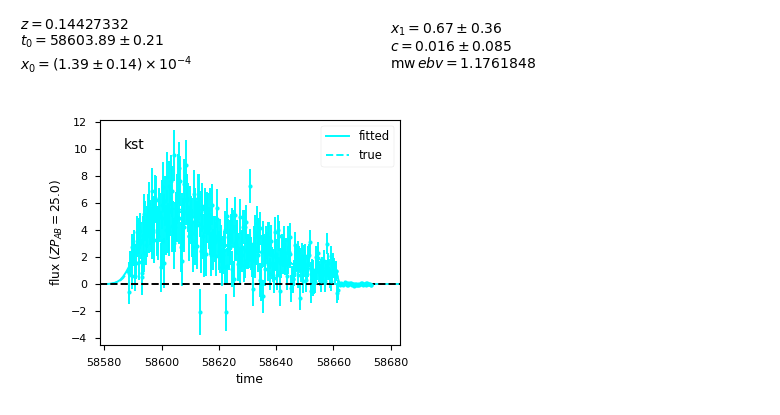 z = 0.14427332
t₀ = 58603.89 ± 0.21
x₀ = (1.39 ± 0.14) × 10⁻⁴
x₁ = 0.67 ± 0.36
c = 0.016 ± 0.085
mw ebv = 1.1761848
kst
fitted
true
12
10
8
6
4
2
0
−2
−4
flux (ZP_AB = 25.0)
58580 58600 58620 58640 58660 58680
time